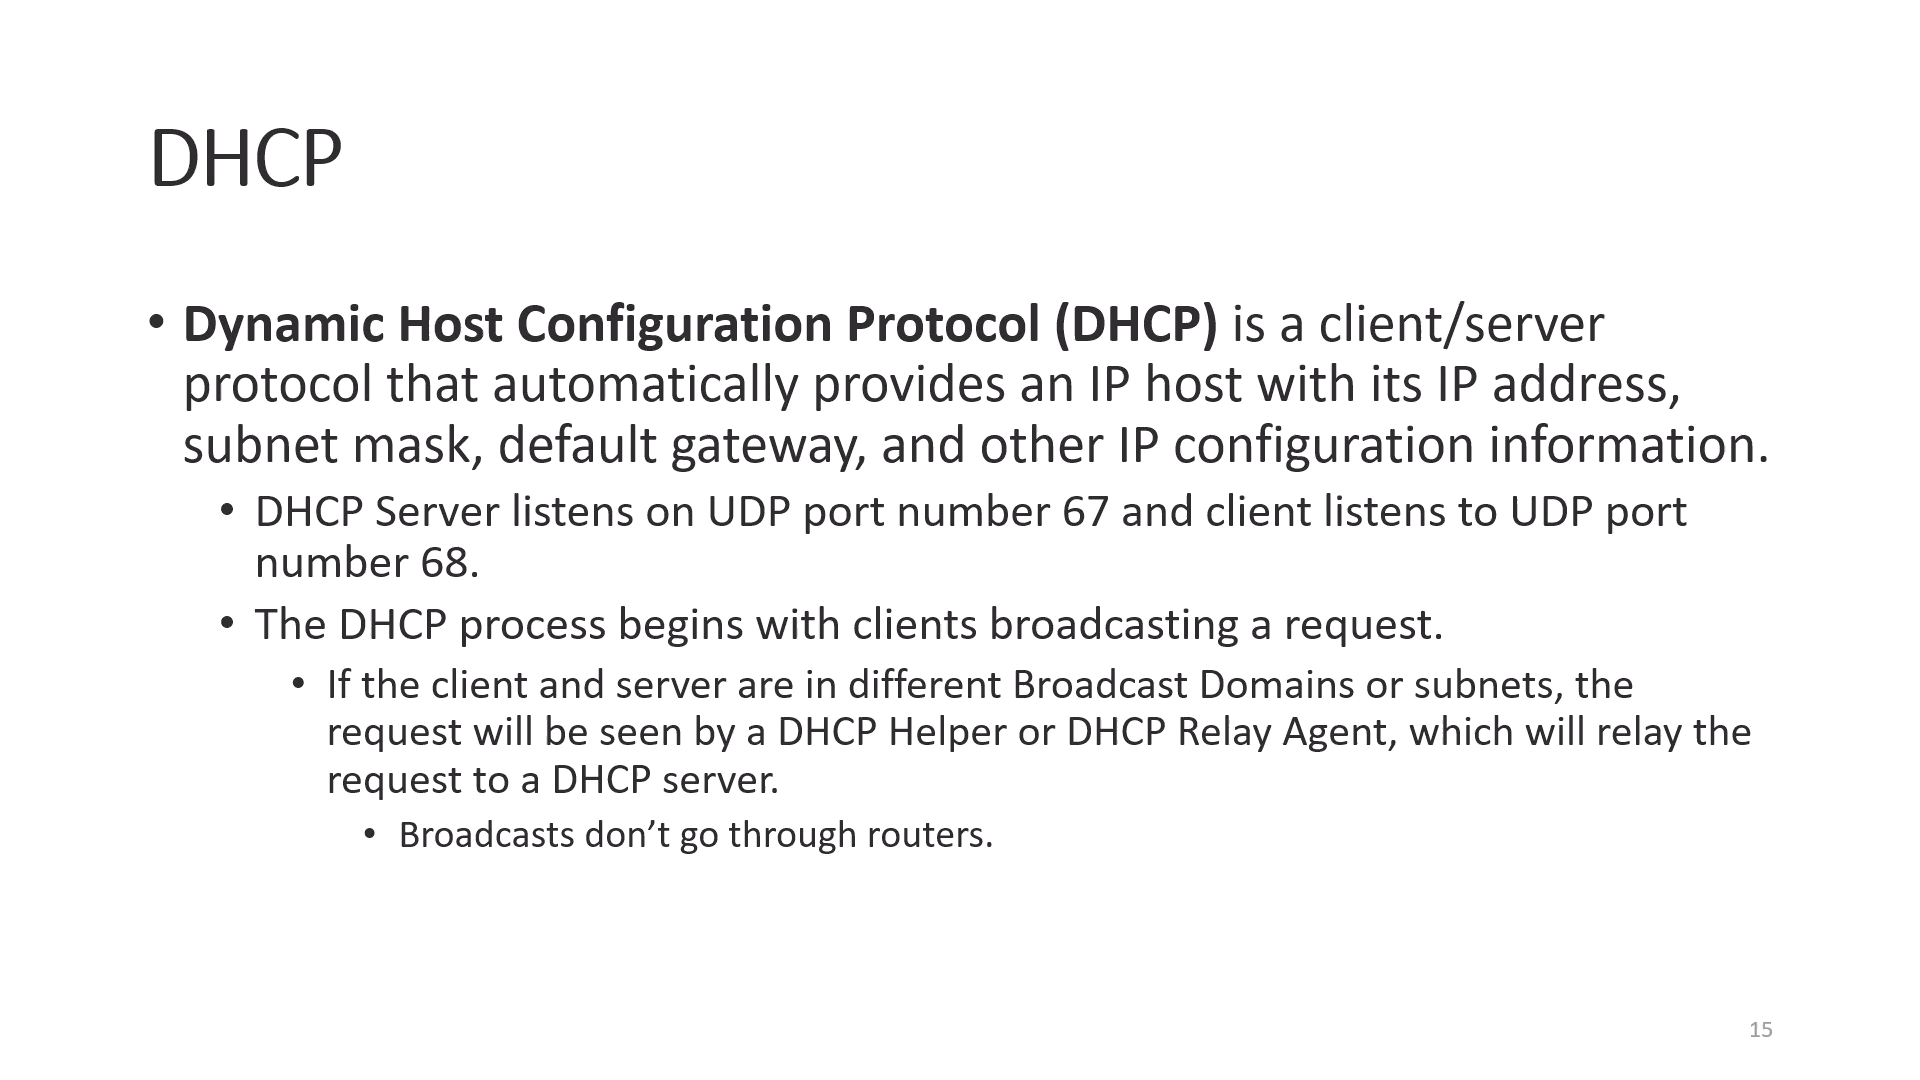 DHCP
• Dynamic Host Configuration Protocol (DHCP) is a client/server
protocol that automatically provides an IP host with its IP address,
subnet mask, default gateway, and other IP configuration information.
• DHCP Server listens on UDP port number 67 and client listens to UDP port
number 68.
• The DHCP process begins with clients broadcasting a request.
• If the client and server are in different Broadcast Domains or subnets, the
request will be seen by a DHCP Helper or DHCP Relay Agent, which will relay the
request to a DHCP server.
• Broadcasts don’t go through routers.
15